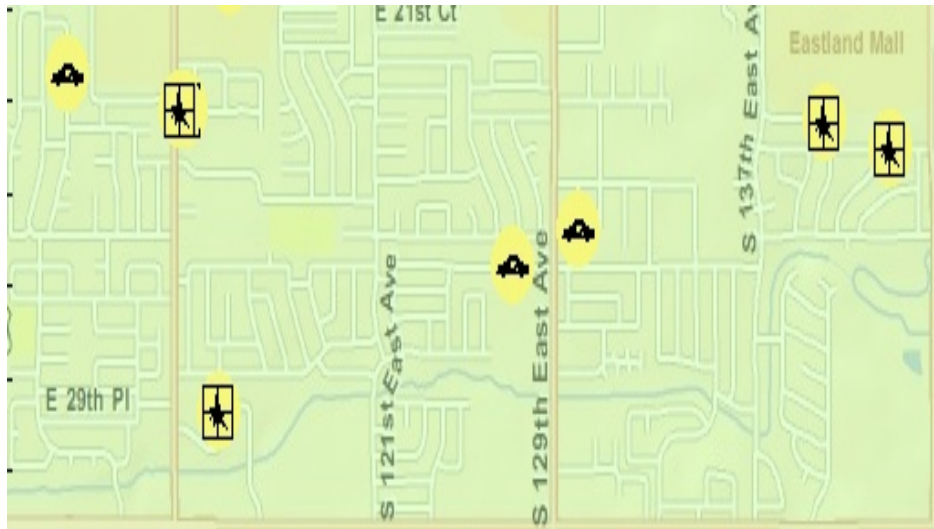 E 21st Ct
S 137th East Av
Eastland Mall
S 121st East Ave
S 129th East Ave
E 29th Pl